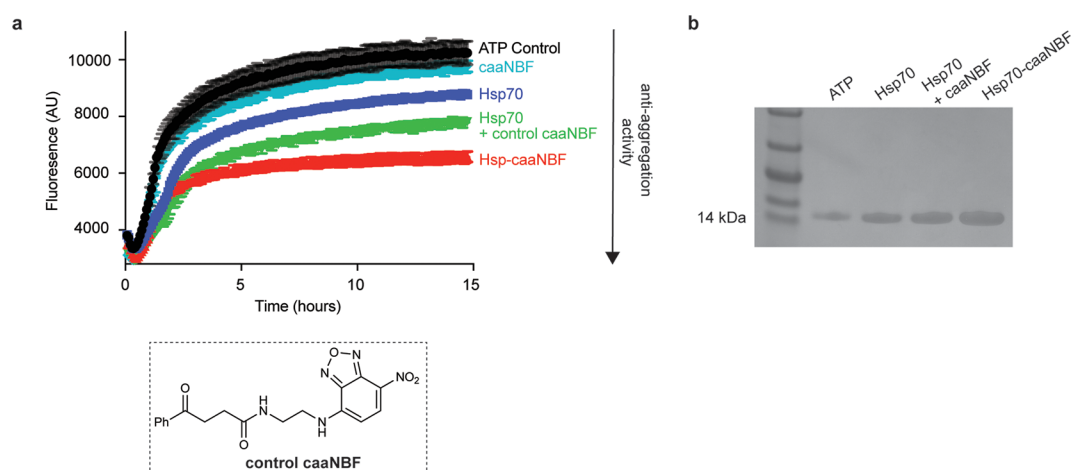 a
10000
8000
6000
4000
Fluoresence (AU)
0
5
10
15
Time (hours)
ATP Control
caaNBF
Hsp70
Hsp70
+ control caaNBF
Hsp-caaNBF
anti-aggregation
activity
O
Ph
O
H
N
N
H
N
O
N
NO2
control caaNBF
b
ATP
Hsp70
Hsp70
+ caaNBF
Hsp70-caaNBF
14 kDa